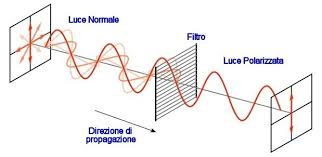 Luce Normale
Filtro
Luce Polarizzata
Direzione di
propagazione